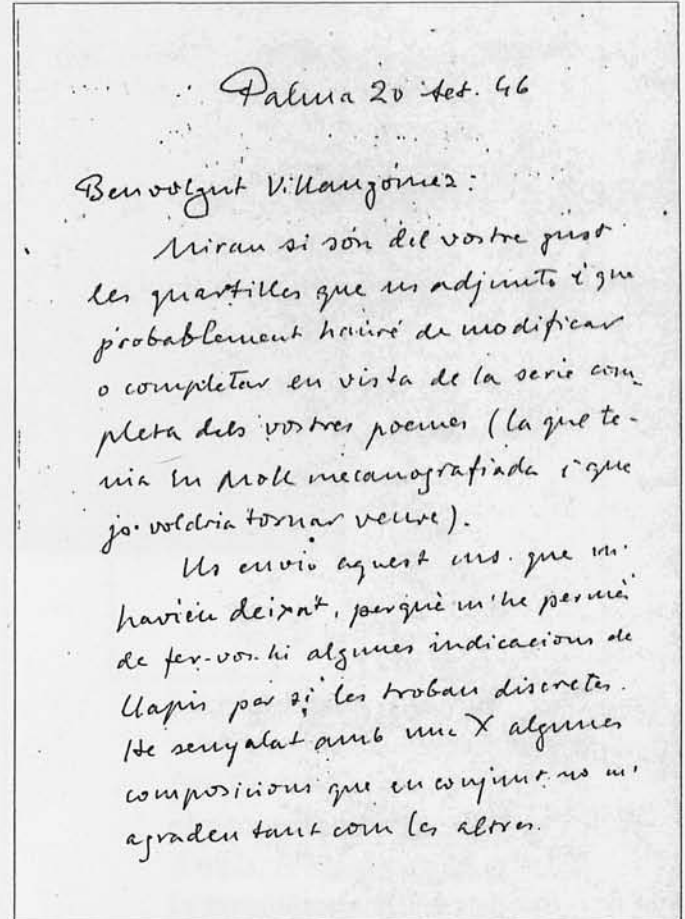 Palma 20 set. 46
Benvolgut Villangómez:
Mirau si són del vostre gust
les quartilles que us adjunto i que
probablement hauré de modificar
o completar en vista de la serie com-
pleta dels vostres poemes (la que te-
nia En Moll mecanografiada i que
jo voldria tornar veure).
Us envio aquest ms. que m'
havíeu deixat, perquè m'he permès
de fer-vos-hi algunes indicacions de
llapis per si les trobau discretes.
He senyalat amb una X algunes
composicions que en conjunt no m'
agraden tant com les altres.